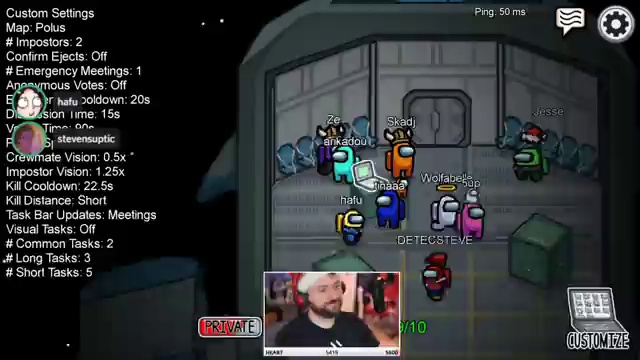 Custom Settings
Map: Polus
# Impostors: 2
Confirm Ejects: Off
# Emergency Meetings: 1
Anonymous Votes: Off
ooldown: 20s
hafu
Time: 15s
stevensuptic
Time: 90s
Crewmate Vision: 0.5x
Impostor Vision: 1.25x
Kill Cooldown: 22.5s
Kill Distance: Short
Task Bar Updates: Meetings
Visual Tasks: Off
# Common Tasks: 2
# Long Tasks: 3
# Short Tasks: 5
Ping: 50 ms
Ze
Skadj
Jesse
arikadou
Wolfabelle
5up
hafu
DETECSTEVE
PRIVATE
/10
CUSTOMIZE